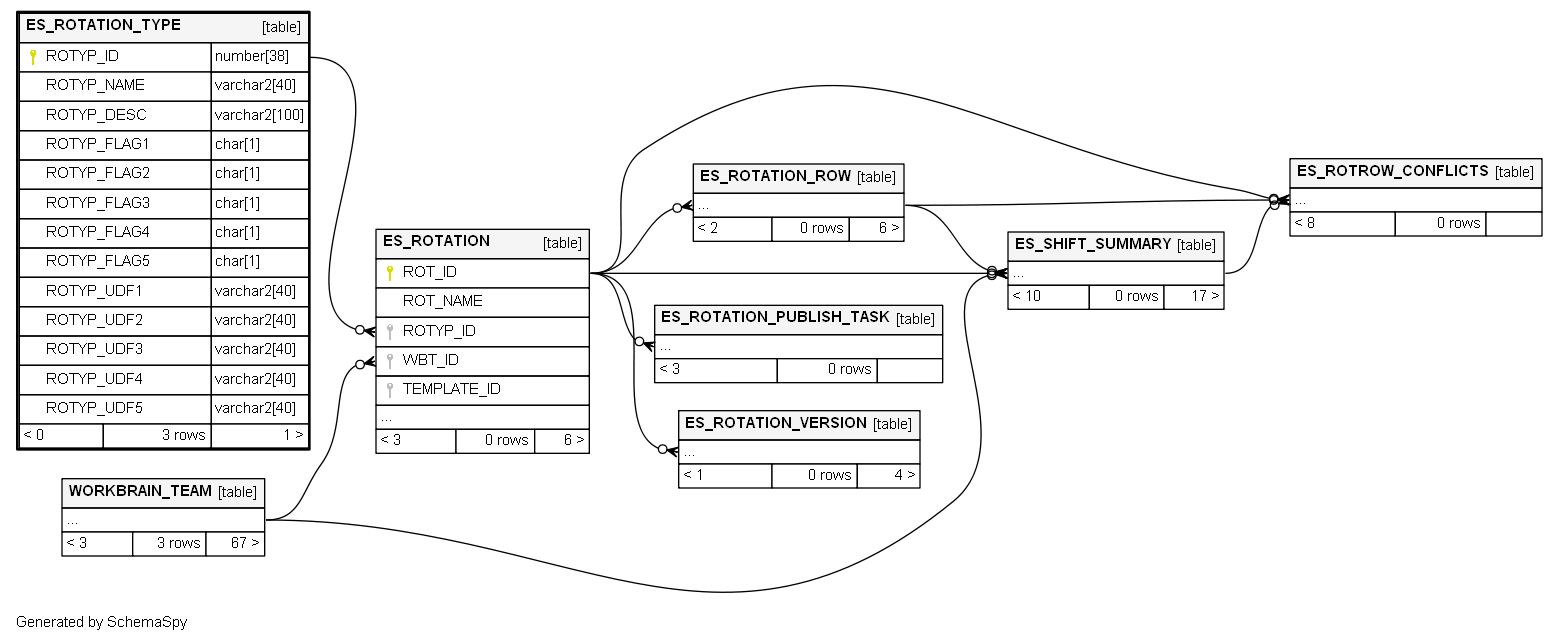 ES_ROTATION_TYPE [table]
ROTYP_ID number[38]
ROTYP_NAME varchar2[40]
ROTYP_DESC varchar2[100]
ROTYP_FLAG1 char[1]
ROTYP_FLAG2 char[1]
ROTYP_FLAG3 char[1]
ROTYP_FLAG4 char[1]
ROTYP_FLAG5 char[1]
ROTYP_UDF1 varchar2[40]
ROTYP_UDF2 varchar2[40]
ROTYP_UDF3 varchar2[40]
ROTYP_UDF4 varchar2[40]
ROTYP_UDF5 varchar2[40]
< 0 3 rows 1 >
WORKBRAIN_TEAM [table]
...
< 3 3 rows 67 >
ES_ROTATION [table]
ROT_ID
ROT_NAME
ROTYP_ID
WBT_ID
TEMPLATE_ID
...
< 3 0 rows 6 >
ES_ROTATION_ROW [table]
...
< 2 0 rows 6 >
ES_ROTATION_PUBLISH_TASK [table]
...
< 3 0 rows
ES_ROTATION_VERSION [table]
...
< 1 0 rows 4 >
ES_SHIFT_SUMMARY [table]
...
< 10 0 rows 17 >
ES_ROTROW_CONFLICTS [table]
...
< 8 0 rows
Generated by SchemaSpy